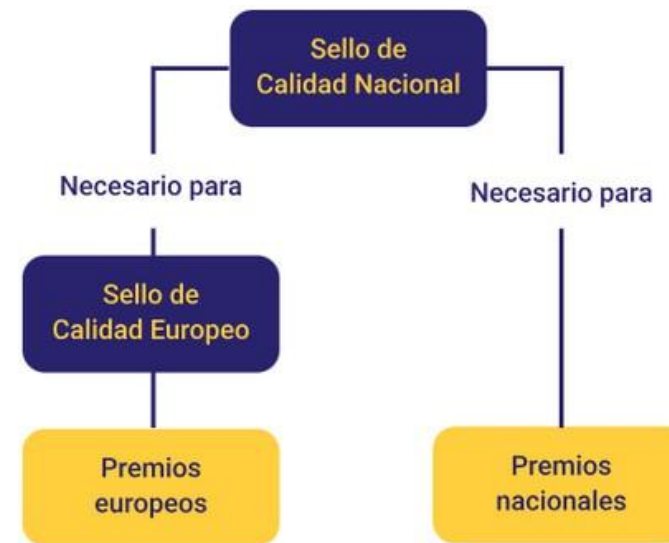 Sello de
Calidad Nacional
Necesario para
Necesario para
Sello de
Calidad Europeo
Premios
europeos
Premios
nacionales